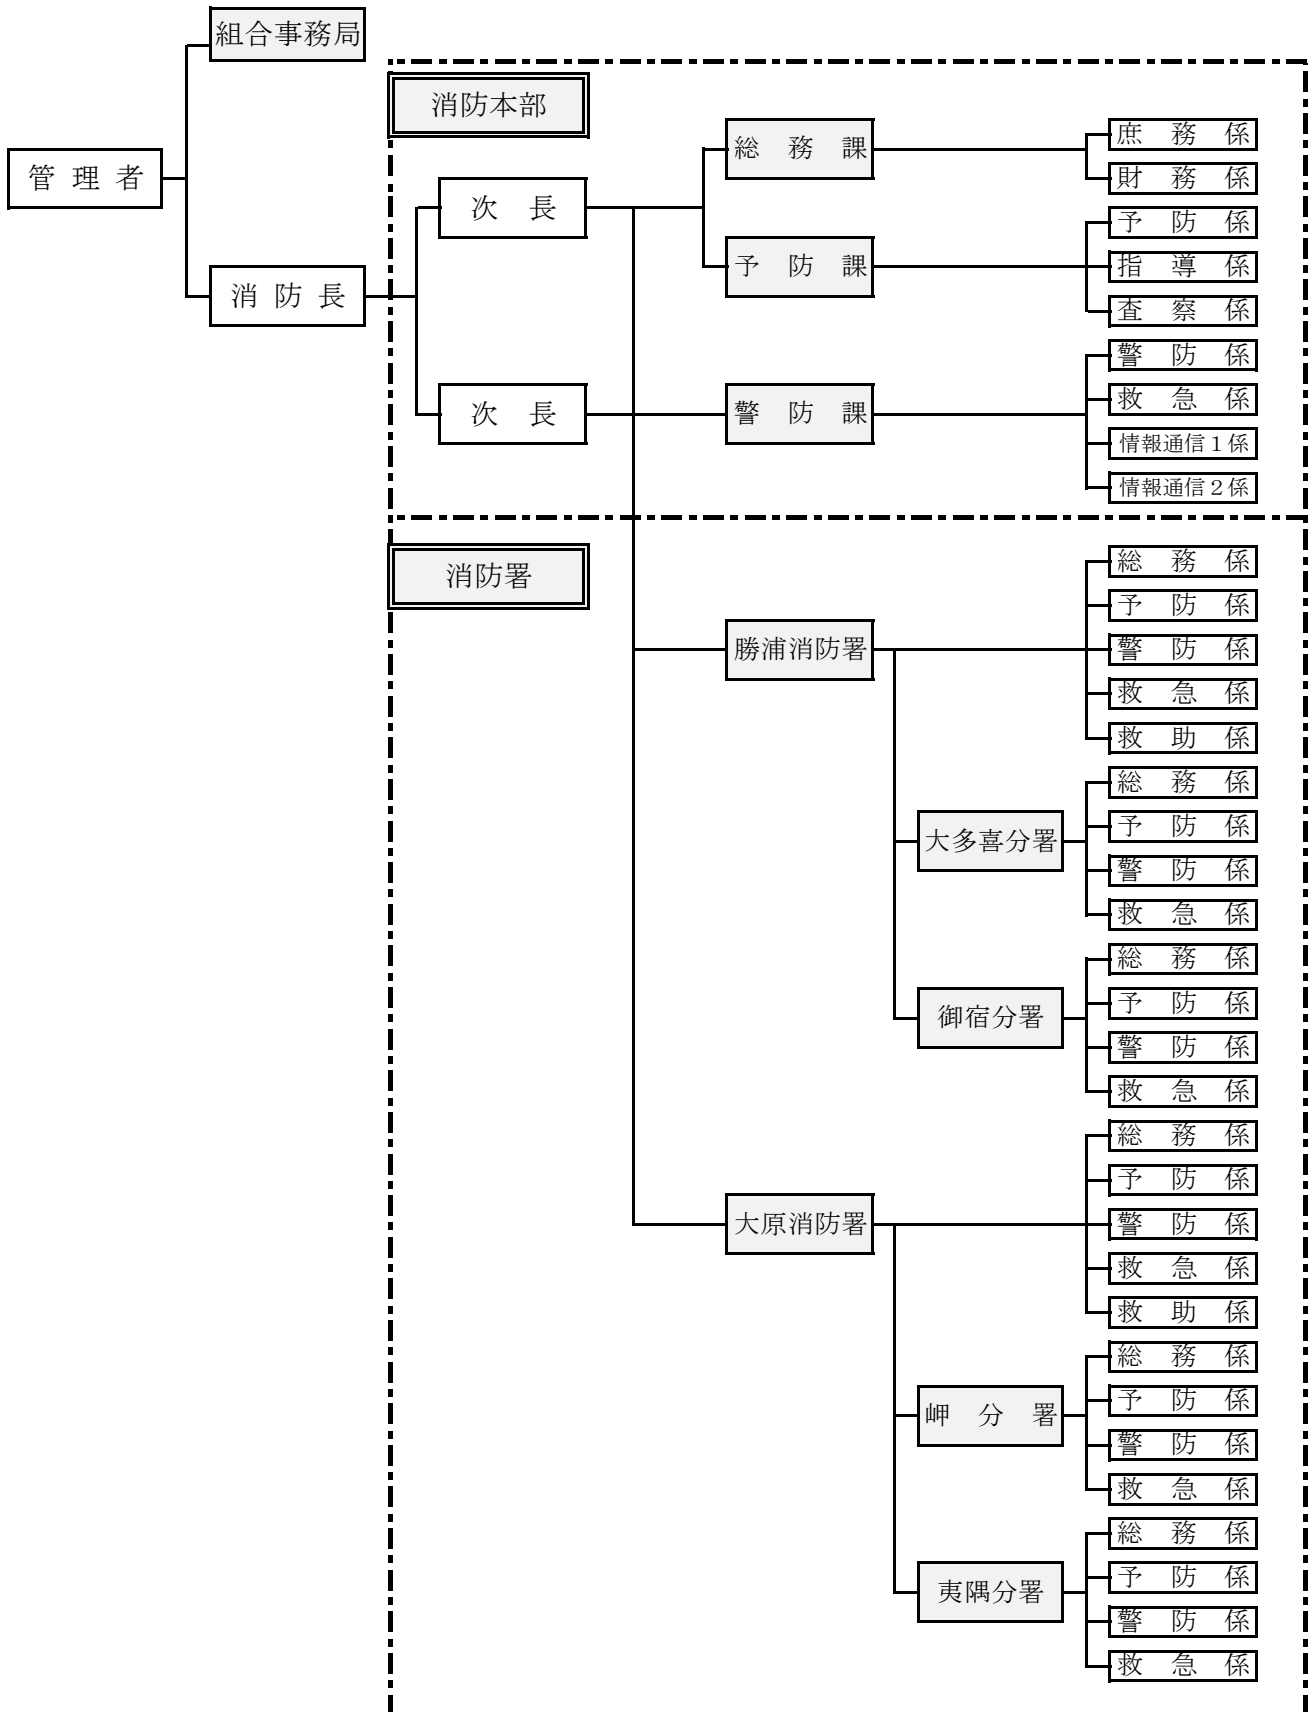 組合事務局
管理者
消防長
消防本部
次長
総務課
庶務係
財務係
予防課
予防係
指導係
査察係
次長
警防課
警防係
救急係
情報通信１係
情報通信２係
消防署
勝浦消防署
総務係
予防係
警防係
救急係
救助係
大多喜分署
総務係
予防係
警防係
救急係
御宿分署
総務係
予防係
警防係
救急係
大原消防署
総務係
予防係
警防係
救急係
救助係
岬分署
総務係
予防係
警防係
救急係
夷隅分署
総務係
予防係
警防係
救急係